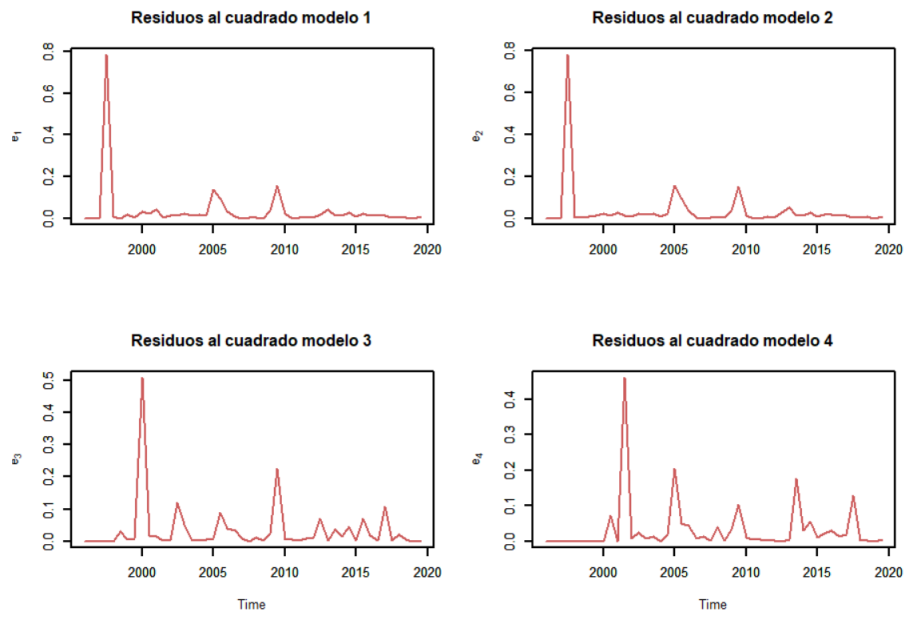 Residuos al cuadrado modelo 1
e1
0.0 0.2 0.4 0.6 0.8
2000 2005 2010 2015 2020
Residuos al cuadrado modelo 2
e2
0.0 0.2 0.4 0.6 0.8
2000 2005 2010 2015 2020
Residuos al cuadrado modelo 3
e3
0.0 0.1 0.2 0.3 0.4 0.5
2000 2005 2010 2015 2020
Time
Residuos al cuadrado modelo 4
e4
0.0 0.1 0.2 0.3 0.4
2000 2005 2010 2015 2020
Time